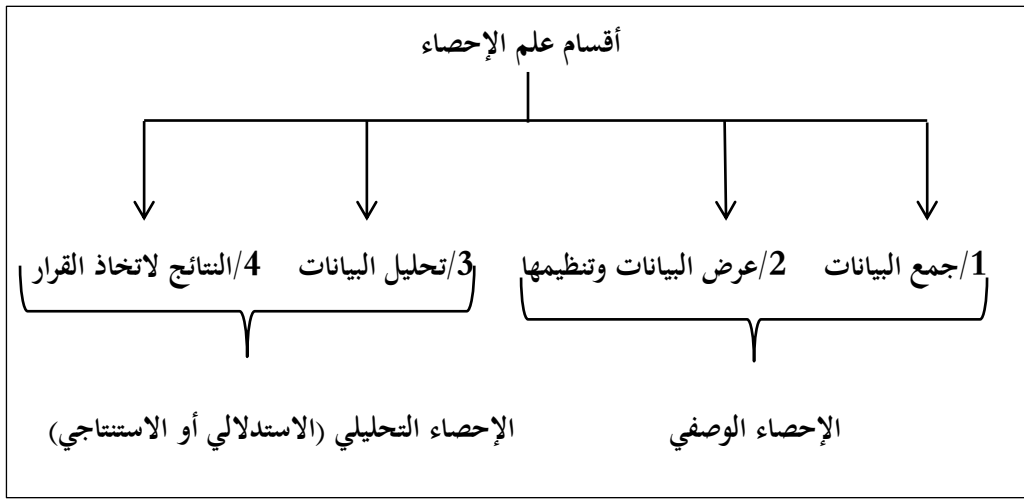 أقسام علم الإحصاء
1/جمع البيانات 2/عرض البيانات وتنظيمها 3/تحليل البيانات 4/النتائج لاتخاذ القرار
الإحصاء الوصفي الإحصاء التحليلي (الاستدلالي أو الاستنتاجي)